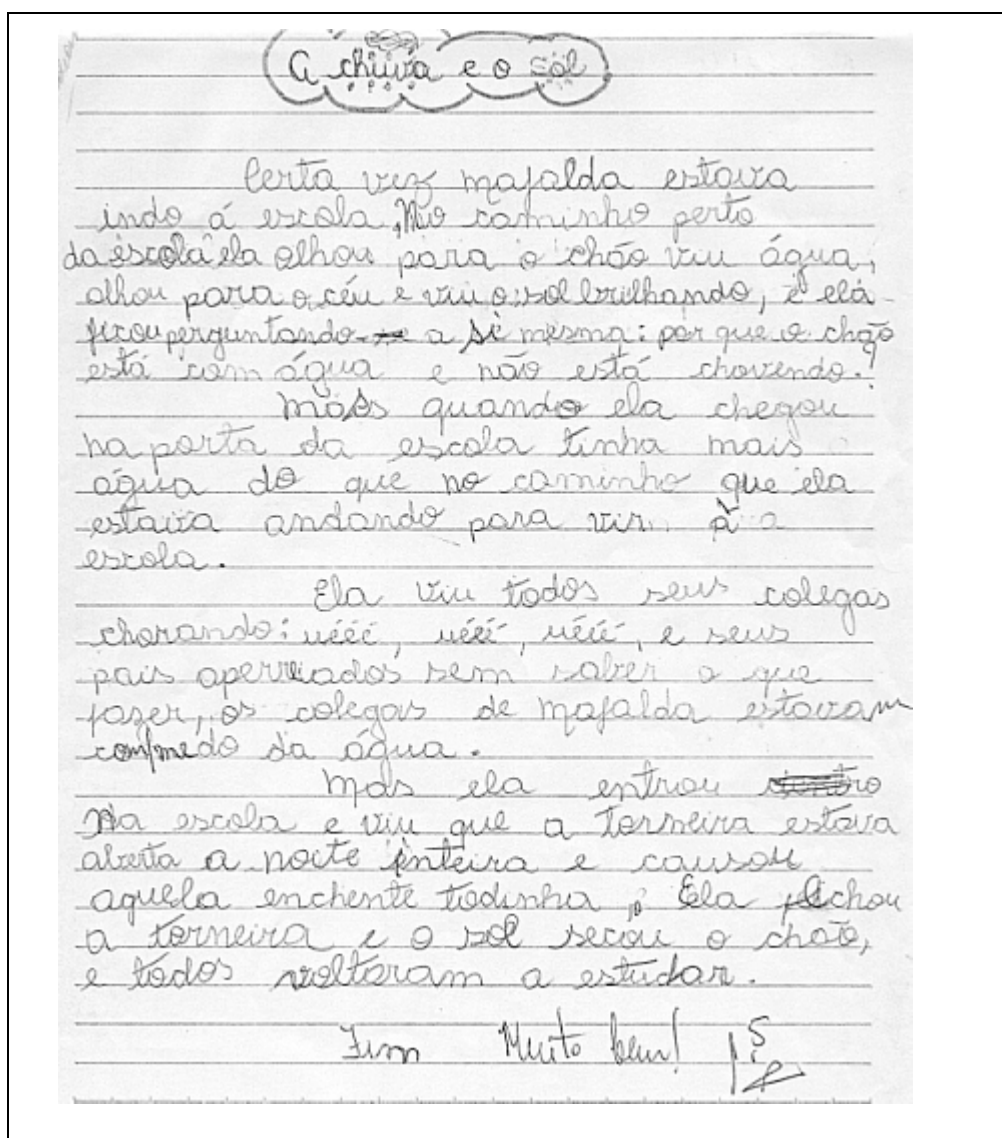 A chuva e o sol
Certa vez mafalda estava
indo á escola, No caminho perto
da escola ela olhou para o chão viu água,
olhou para o céu e viu o sol brilhando, e ela
ficou perguntando a si mesma: por que o chão
está com água e não está chovendo?
Mas quando ela chegou
na porta da escola tinha mais
água do que no caminho que ela
estava andando para vir à a
escola.
Ela viu todos seus colegas
chorando: uééé, uééé, uééé, e seus
pais aperreados sem saber o que
fazer, os colegas de mafalda estavam
com medo da água.
Mas ela entrou
Na escola e viu que a torneira estava
aberta a noite inteira e causou
aquela enchente todinha. Ela fechou
a torneira e o sol secou o chão,
e todos voltaram a estudar.
Fim Muito bem!